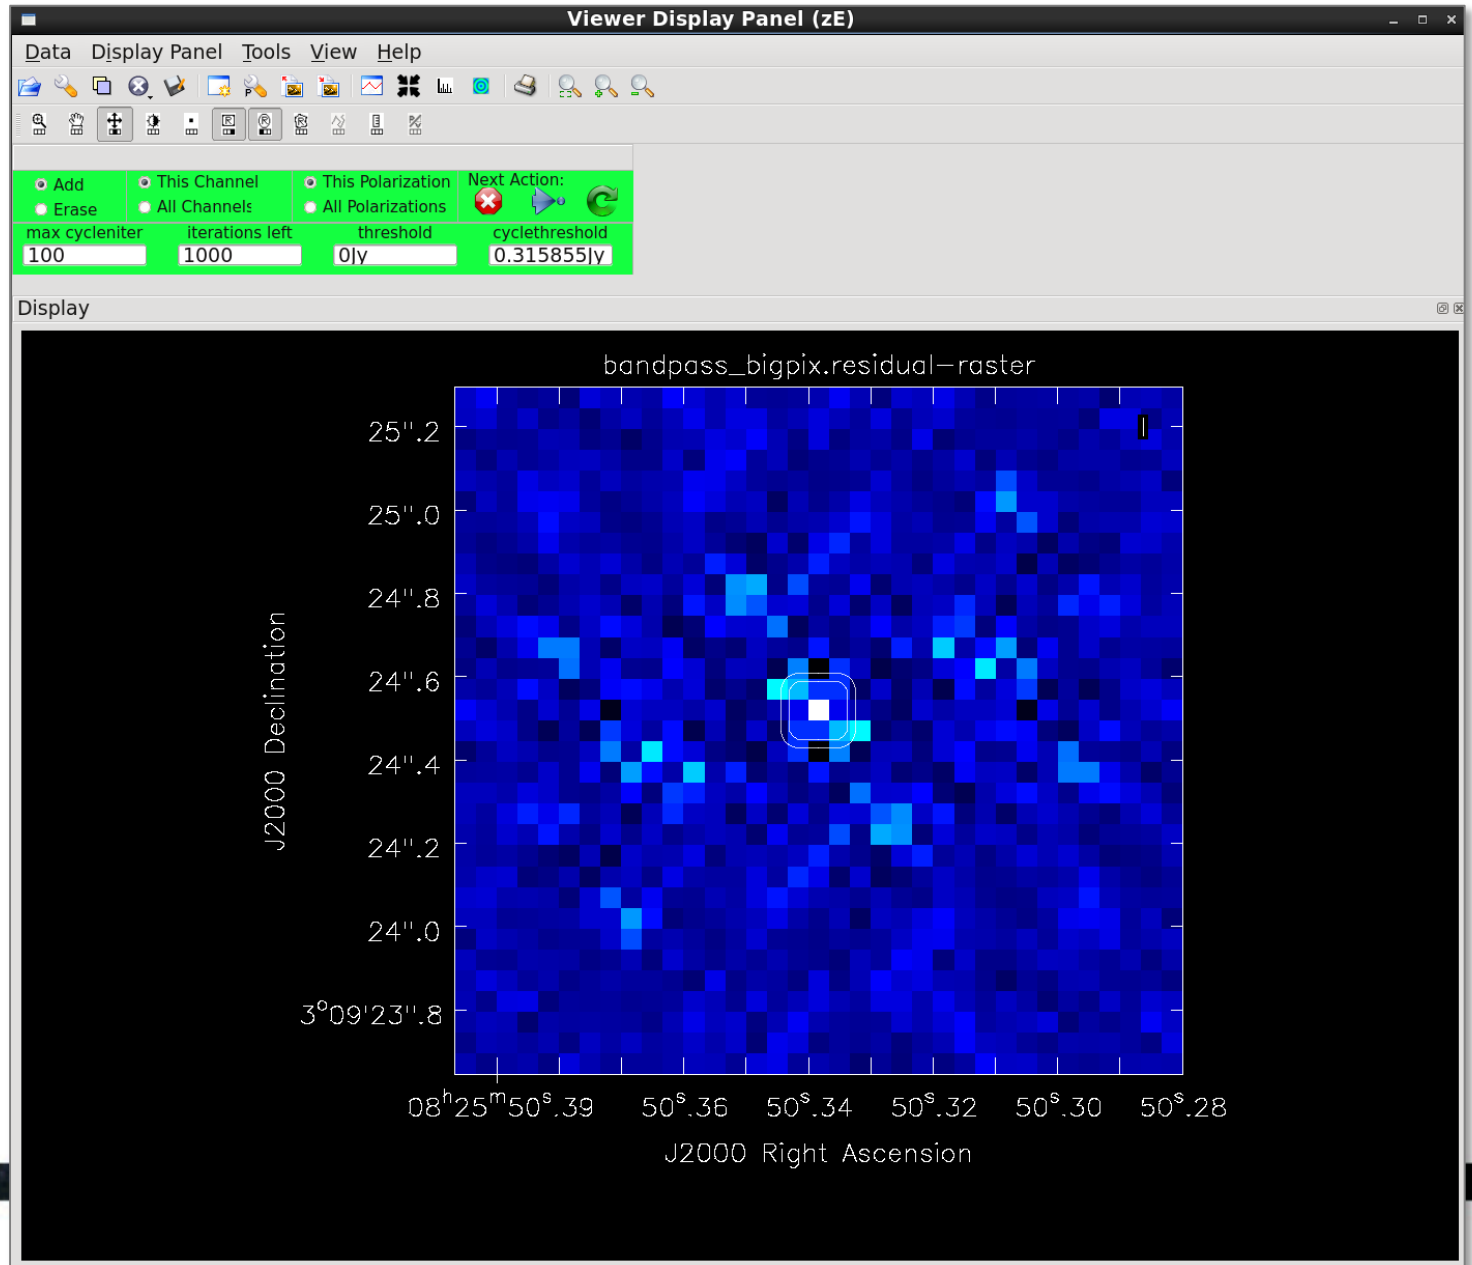 Viewer Display Panel (zE)
Data Display Panel Tools View Help
Add This Channel This Polarization Next Action:
Erase All Channels All Polarizations
max cycleniter iterations left threshold cyclethreshold
100 1000 0Jy 0.315855Jy
Display
bandpass_bigpix.residual-raster
25".2
25".0
24".8
24".6
24".4
24".2
24".0
3°09'23".8
J2000 Declination
08ʰ25ᵐ50ˢ.39 50ˢ.36 50ˢ.34 50ˢ.32 50ˢ.30 50ˢ.28
J2000 Right Ascension